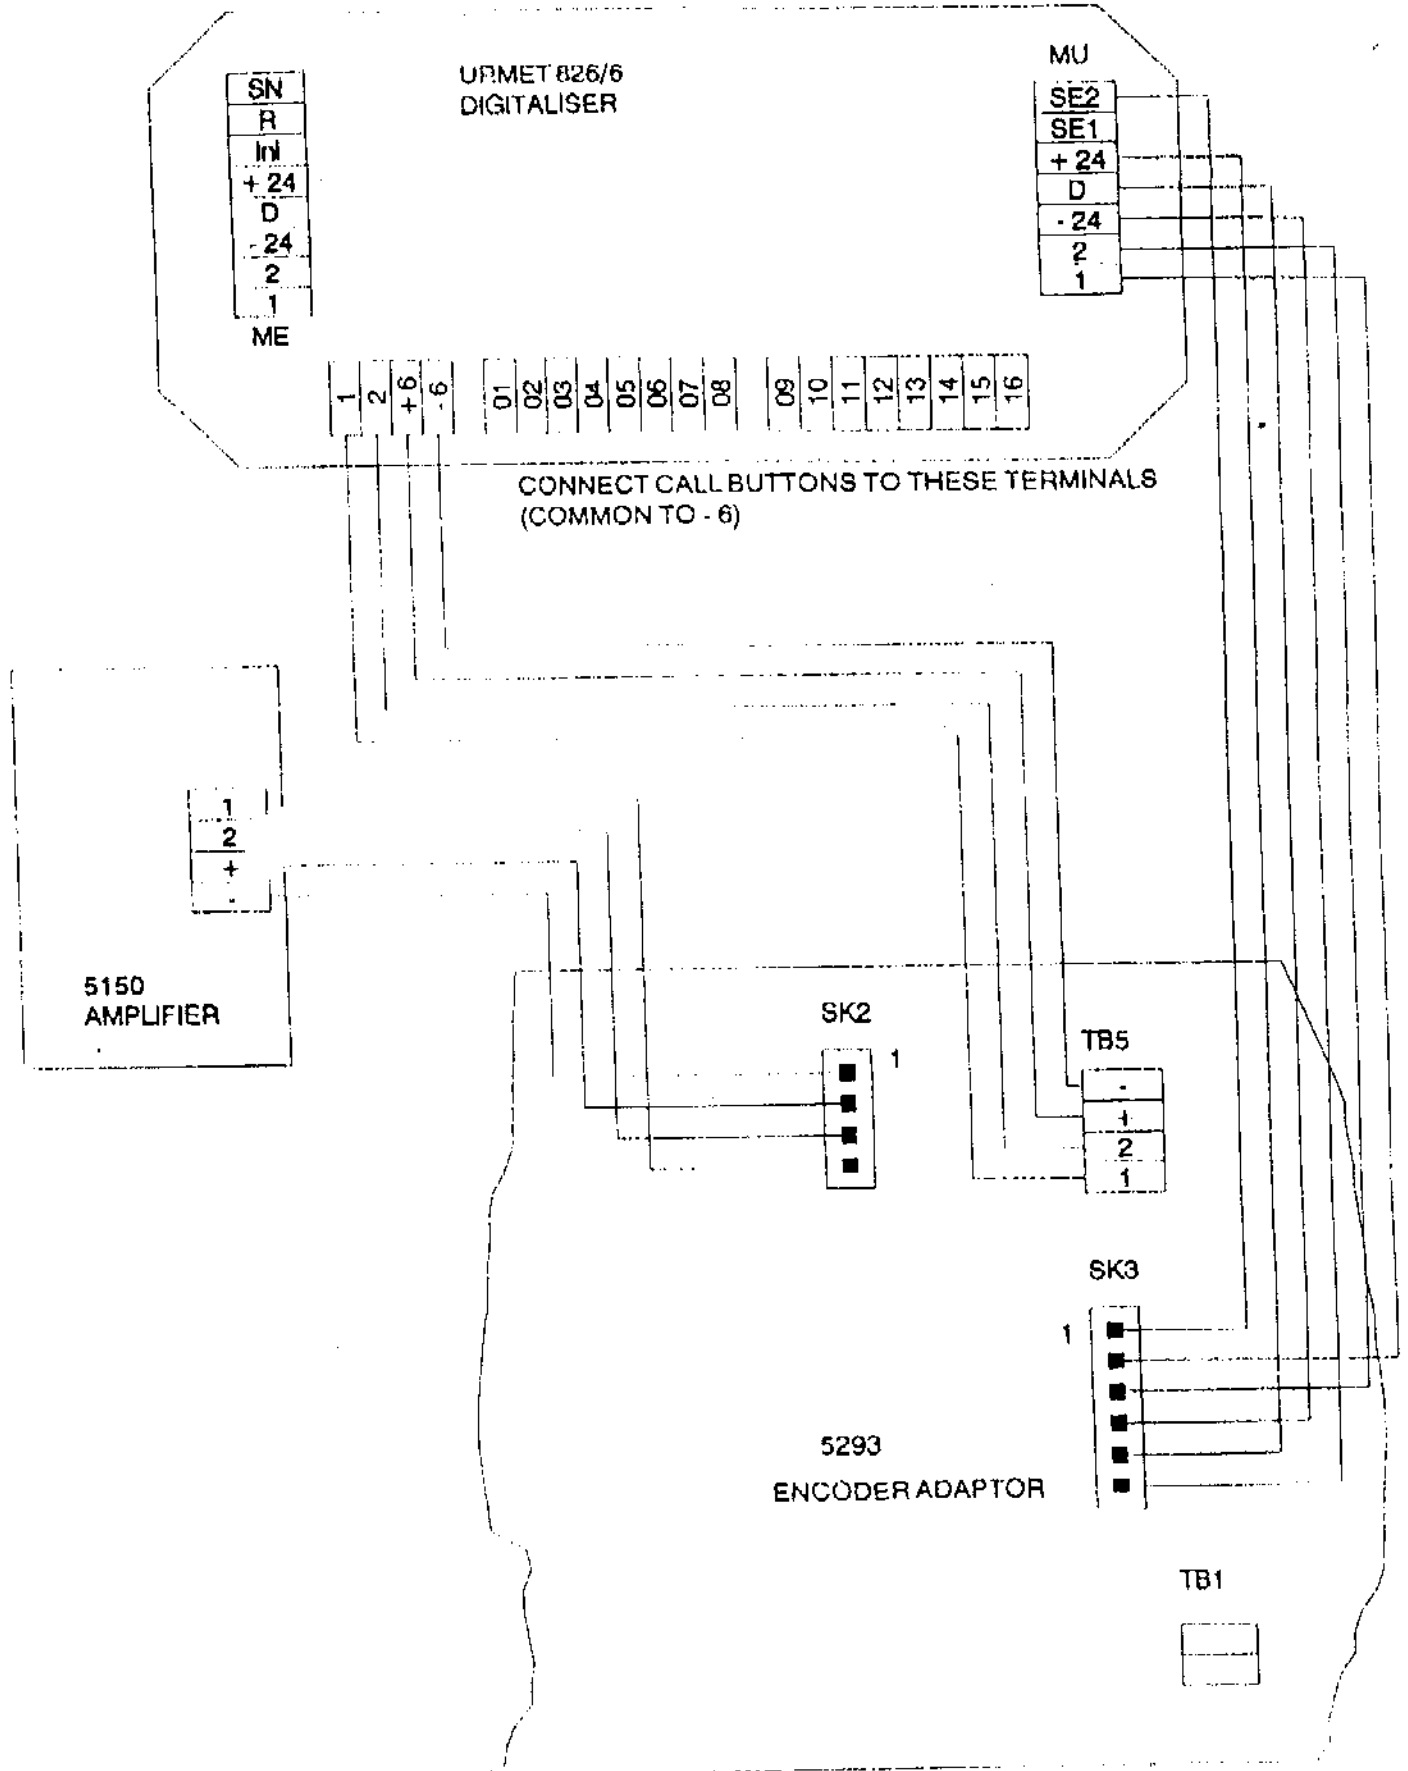 URMET 826/6
DIGITALISER
SN
R
InI
+ 24
D
- 24
2
1
ME
MU
SE2
SE1
+ 24
D
- 24
2
1
1
2
+ 6
- 6
01
02
03
04
05
06
07
08
09
10
11
12
13
14
15
16
CONNECT CALL BUTTONS TO THESE TERMINALS
(COMMON TO - 6)
1
2
+
-
5150
AMPLIFIER
SK2
1
TB5
-
+
2
1
SK3
1
5293
ENCODER ADAPTOR
TB1